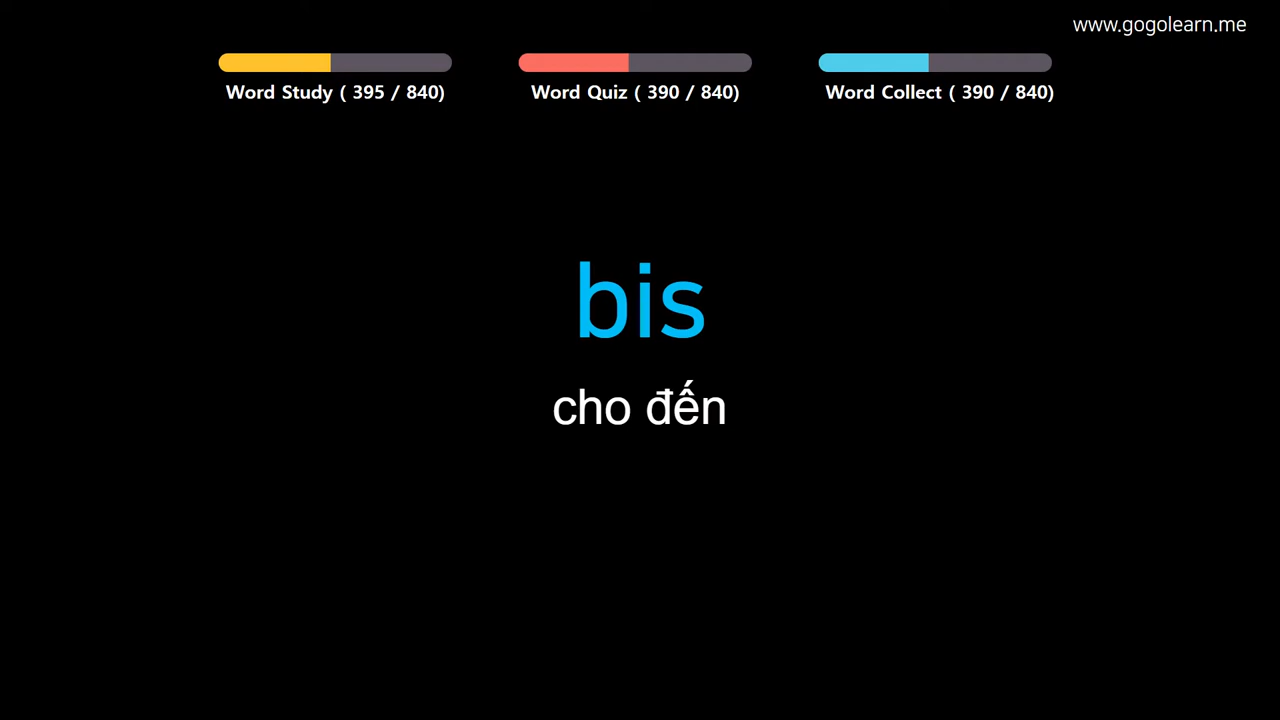 www.gogolearn.me
Word Study ( 395 / 840)
Word Quiz ( 390 / 840)
Word Collect ( 390 / 840)
bis
cho đến